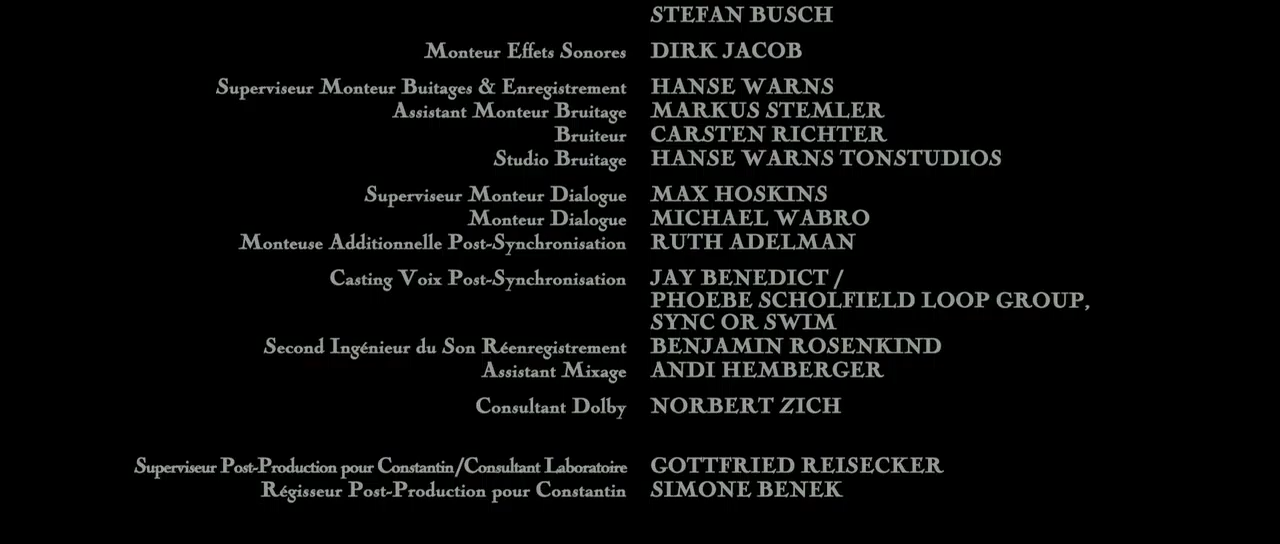 STEFAN BUSCH
Monteur Effets Sonores DIRK JACOB
Superviseur Monteur Buitages & Enregistrement HANSE WARNS
Assistant Monteur Bruitage MARKUS STEMLER
Bruiteur CARSTEN RICHTER
Studio Bruitage HANSE WARNS TONSTUDIOS
Superviseur Monteur Dialogue MAX HOSKINS
Monteur Dialogue MICHAEL WABRO
Monteuse Additionnelle Post-Synchronisation RUTH ADELMAN
Casting Voix Post-Synchronisation JAY BENEDICT /
PHOEBE SCHOLFIELD LOOP GROUP,
SYNC OR SWIM
Second Ingénieur du Son Réenregistrement BENJAMIN ROSENKIND
Assistant Mixage ANDI HEMBERGER
Consultant Dolby NORBERT ZICH
Superviseur Post-Production pour Constantin/Consultant Laboratoire GOTTFRIED REISECKER
Régisseur Post-Production pour Constantin SIMONE BENEK